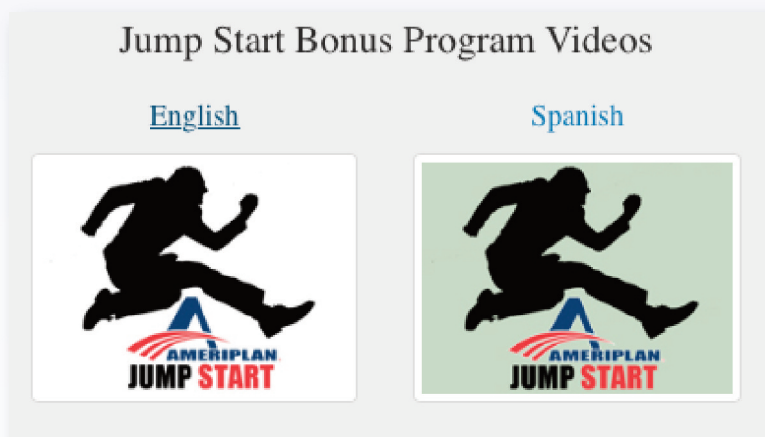 Jump Start Bonus Program Videos
English
Spanish
AMERIPLAN
JUMP START
AMERIPLAN
JUMP START